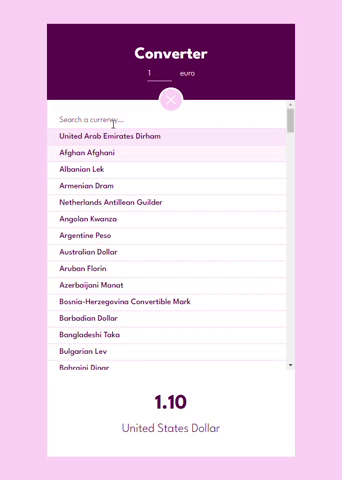 Converter
1 euro
Search a currency...
United Arab Emirates Dirham
Afghan Afghani
Albanian Lek
Armenian Dram
Netherlands Antillean Guilder
Angolan Kwanza
Argentine Peso
Australian Dollar
Aruban Florin
Azerbaijani Manat
Bosnia-Herzegovina Convertible Mark
Barbadian Dollar
Bangladeshi Taka
Bulgarian Lev
Bahraini Dinar
1.10
United States Dollar